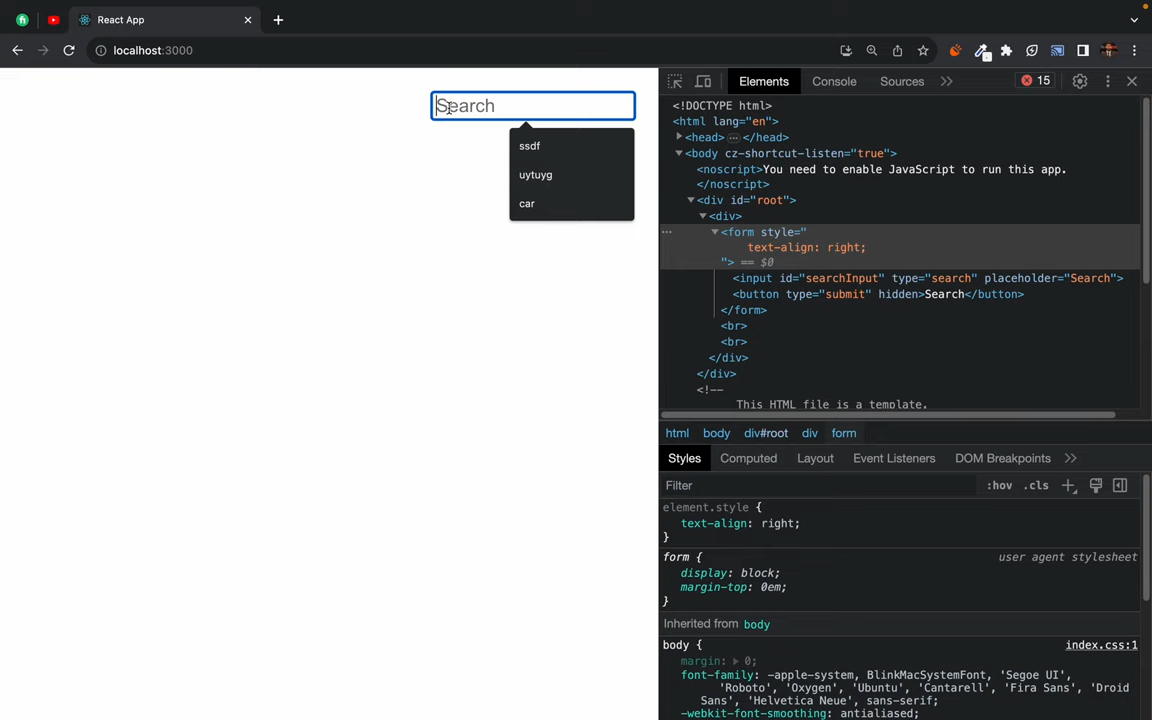 React App
localhost:3000
Search
ssdf
uytuyg
car
Elements Console Sources 15
<!DOCTYPE html>
<html lang="en">
<head> … </head>
<body cz-shortcut-listen="true">
<noscript>You need to enable JavaScript to run this app.
</noscript>
<div id="root">
<div>
<form style="
text-align: right;
"> == $0
<input id="searchInput" type="search" placeholder="Search">
<button type="submit" hidden>Search</button>
</form>
<br>
<br>
</div>
</div>
<!--
This HTML file is a template.
html body div#root div form
Styles Computed Layout Event Listeners DOM Breakpoints
Filter :hov .cls
element.style {
text-align: right;
}
form { user agent stylesheet
display: block;
margin-top: 0em;
}
Inherited from body
body { index.css:1
margin: 0;
font-family: -apple-system, BlinkMacSystemFont, 'Segoe UI',
'Roboto', 'Oxygen', 'Ubuntu', 'Cantarell', 'Fira Sans', 'Droid
Sans', 'Helvetica Neue', sans-serif;
-webkit-font-smoothing: antialiased;